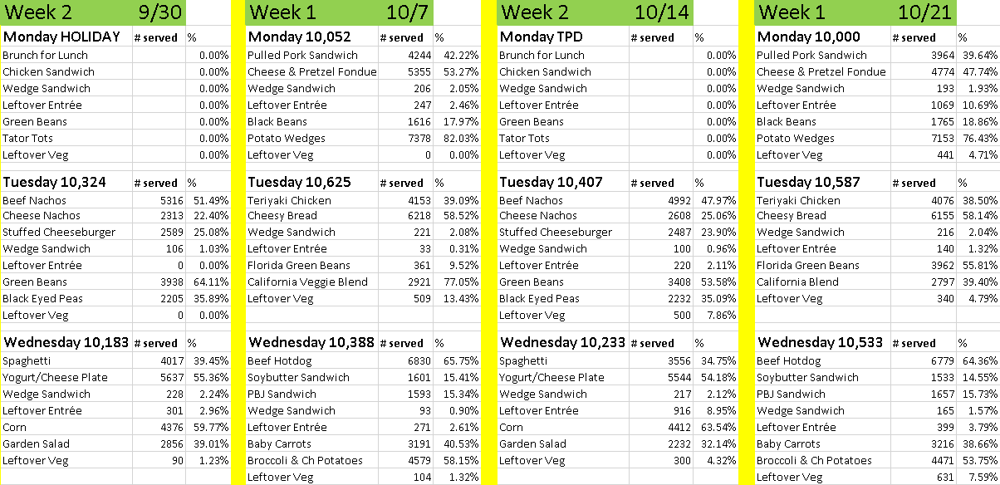 Week 2 9/30 Week 1 10/7 Week 2 10/14 Week 1 10/21
Monday HOLIDAY # served % Monday 10,052 # served % Monday TPD # served % Monday 10,000 # served %
Brunch for Lunch 0.00% Pulled Pork Sandwich 4244 42.22% Brunch for Lunch 0.00% Pulled Pork Sandwich 3964 39.64%
Chicken Sandwich 0.00% Cheese & Pretzel Fondue 5355 53.27% Chicken Sandwich 0.00% Cheese & Pretzel Fondue 4774 47.74%
Wedge Sandwich 0.00% Wedge Sandwich 206 2.05% Wedge Sandwich 0.00% Wedge Sandwich 193 1.93%
Leftover Entrée 0.00% Leftover Entrée 247 2.46% Leftover Entrée 0.00% Leftover Entrée 1069 10.69%
Green Beans 0.00% Black Beans 1616 17.97% Green Beans 0.00% Black Beans 1765 18.86%
Tator Tots 0.00% Potato Wedges 7378 82.03% Tator Tots 0.00% Potato Wedges 7153 76.43%
Leftover Veg 0.00% Leftover Veg 0 0.00% Leftover Veg 0.00% Leftover Veg 441 4.71%
Tuesday 10,324 # served % Tuesday 10,625 # served % Tuesday 10,407 # served % Tuesday 10,587 # served %
Beef Nachos 5316 51.49% Teriyaki Chicken 4153 39.09% Beef Nachos 4992 47.97% Teriyaki Chicken 4076 38.50%
Cheese Nachos 2313 22.40% Cheesy Bread 6218 58.52% Cheese Nachos 2608 25.06% Cheesy Bread 6155 58.14%
Stuffed Cheeseburger 2589 25.08% Wedge Sandwich 221 2.08% Stuffed Cheeseburger 2487 23.90% Wedge Sandwich 216 2.04%
Wedge Sandwich 106 1.03% Leftover Entrée 33 0.31% Wedge Sandwich 100 0.96% Leftover Entrée 140 1.32%
Leftover Entrée 0 0.00% Florida Green Beans 361 9.52% Leftover Entrée 220 2.11% Florida Green Beans 3962 55.81%
Green Beans 3938 64.11% California Veggie Blend 2921 77.05% Green Beans 3408 53.58% California Blend 2797 39.40%
Black Eyed Peas 2205 35.89% Leftover Veg 509 13.43% Black Eyed Peas 2232 35.09% Leftover Veg 340 4.79%
Leftover Veg 0 0.00% Leftover Veg 500 7.86%
Wednesday 10,183 # served % Wednesday 10,388 # served % Wednesday 10,233 # served % Wednesday 10,533 # served %
Spaghetti 4017 39.45% Beef Hotdog 6830 65.75% Spaghetti 3556 34.75% Beef Hotdog 6779 64.36%
Yogurt/Cheese Plate 5637 55.36% Soybutter Sandwich 1601 15.41% Yogurt/Cheese Plate 5544 54.18% Soybutter Sandwich 1533 14.55%
Wedge Sandwich 228 2.24% PBJ Sandwich 1593 15.34% Wedge Sandwich 217 2.12% PBJ Sandwich 1657 15.73%
Leftover Entrée 301 2.96% Wedge Sandwich 93 0.90% Leftover Entrée 916 8.95% Wedge Sandwich 165 1.57%
Corn 4376 59.77% Leftover Entrée 271 2.61% Corn 4412 63.54% Leftover Entrée 399 3.79%
Garden Salad 2856 39.01% Baby Carrots 3191 40.53% Garden Salad 2232 32.14% Baby Carrots 3216 38.66%
Leftover Veg 90 1.23% Broccoli & Ch Potatoes 4579 58.15% Leftover Veg 300 4.32% Broccoli & Ch Potatoes 4471 53.75%
Leftover Veg 104 1.32% Leftover Veg 631 7.59%